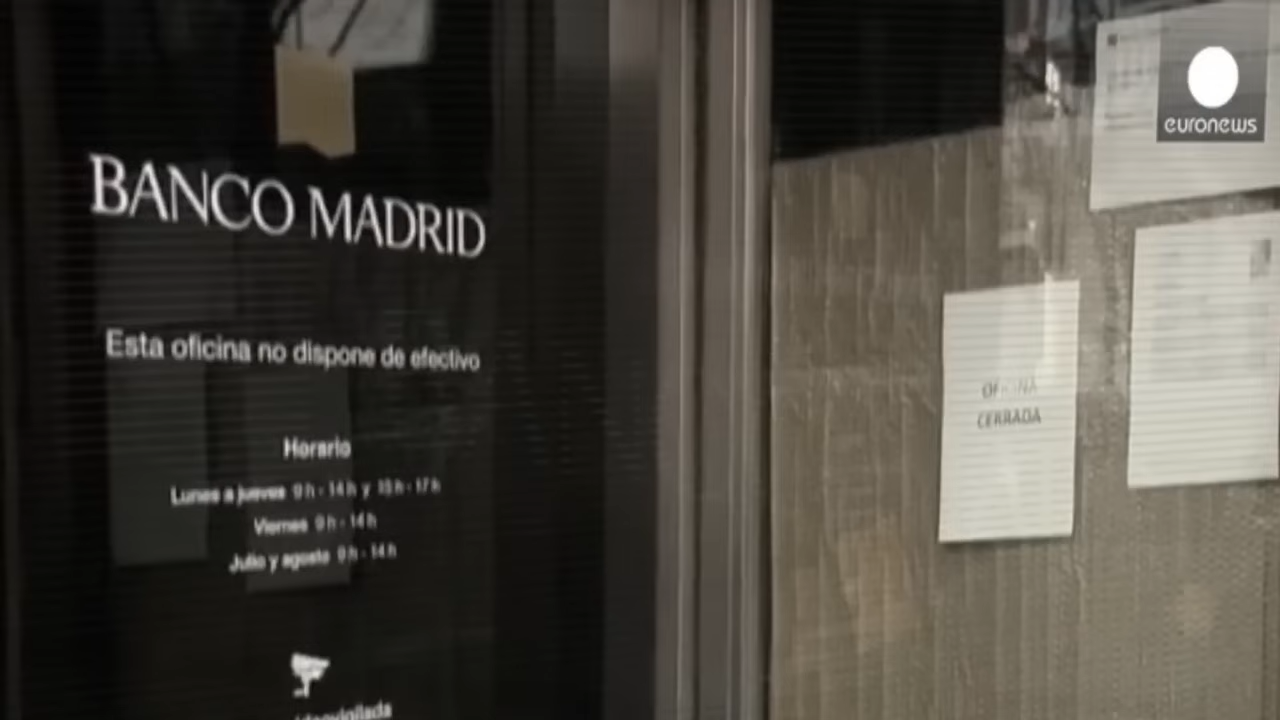 BANCO MADRID
Esta oficina no dispone de efectivo
Horario
Lunes a jueves 9h - 14h y 15h - 17h
Viernes 9h - 14h
Julio y agosto 9h - 14h
OFICINA
CERRADA
euronews